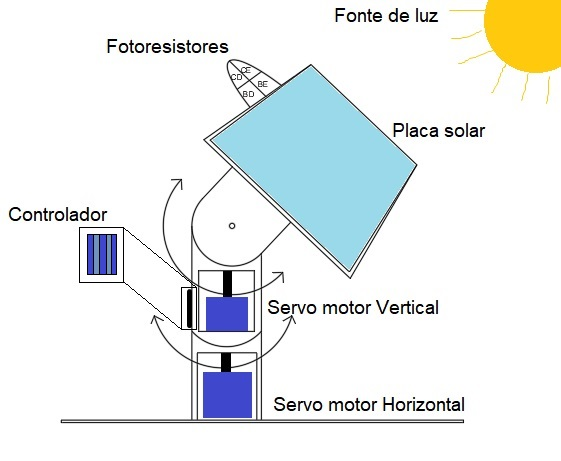 Fonte de luz
Fotoresistores
CE
CD
BE
BD
Placa solar
Controlador
Servo motor Vertical
Servo motor Horizontal